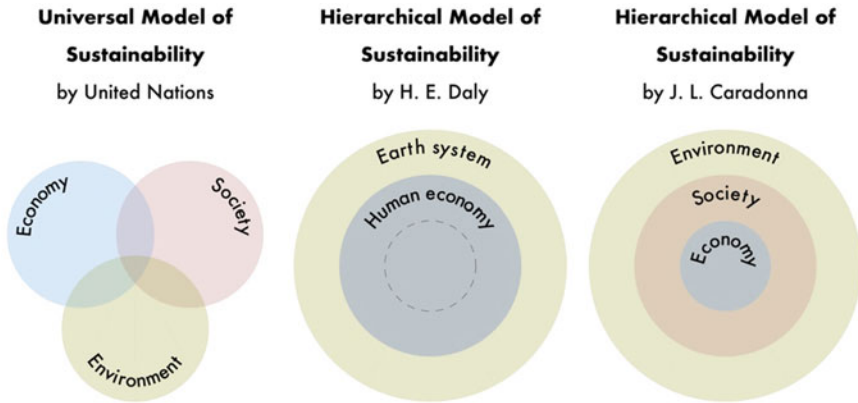 Universal Model of
Sustainability
by United Nations
Economy
Society
Environment
Hierarchical Model of
Sustainability
by H. E. Daly
Earth system
Human economy
Hierarchical Model of
Sustainability
by J. L. Caradonna
Environment
Society
Economy